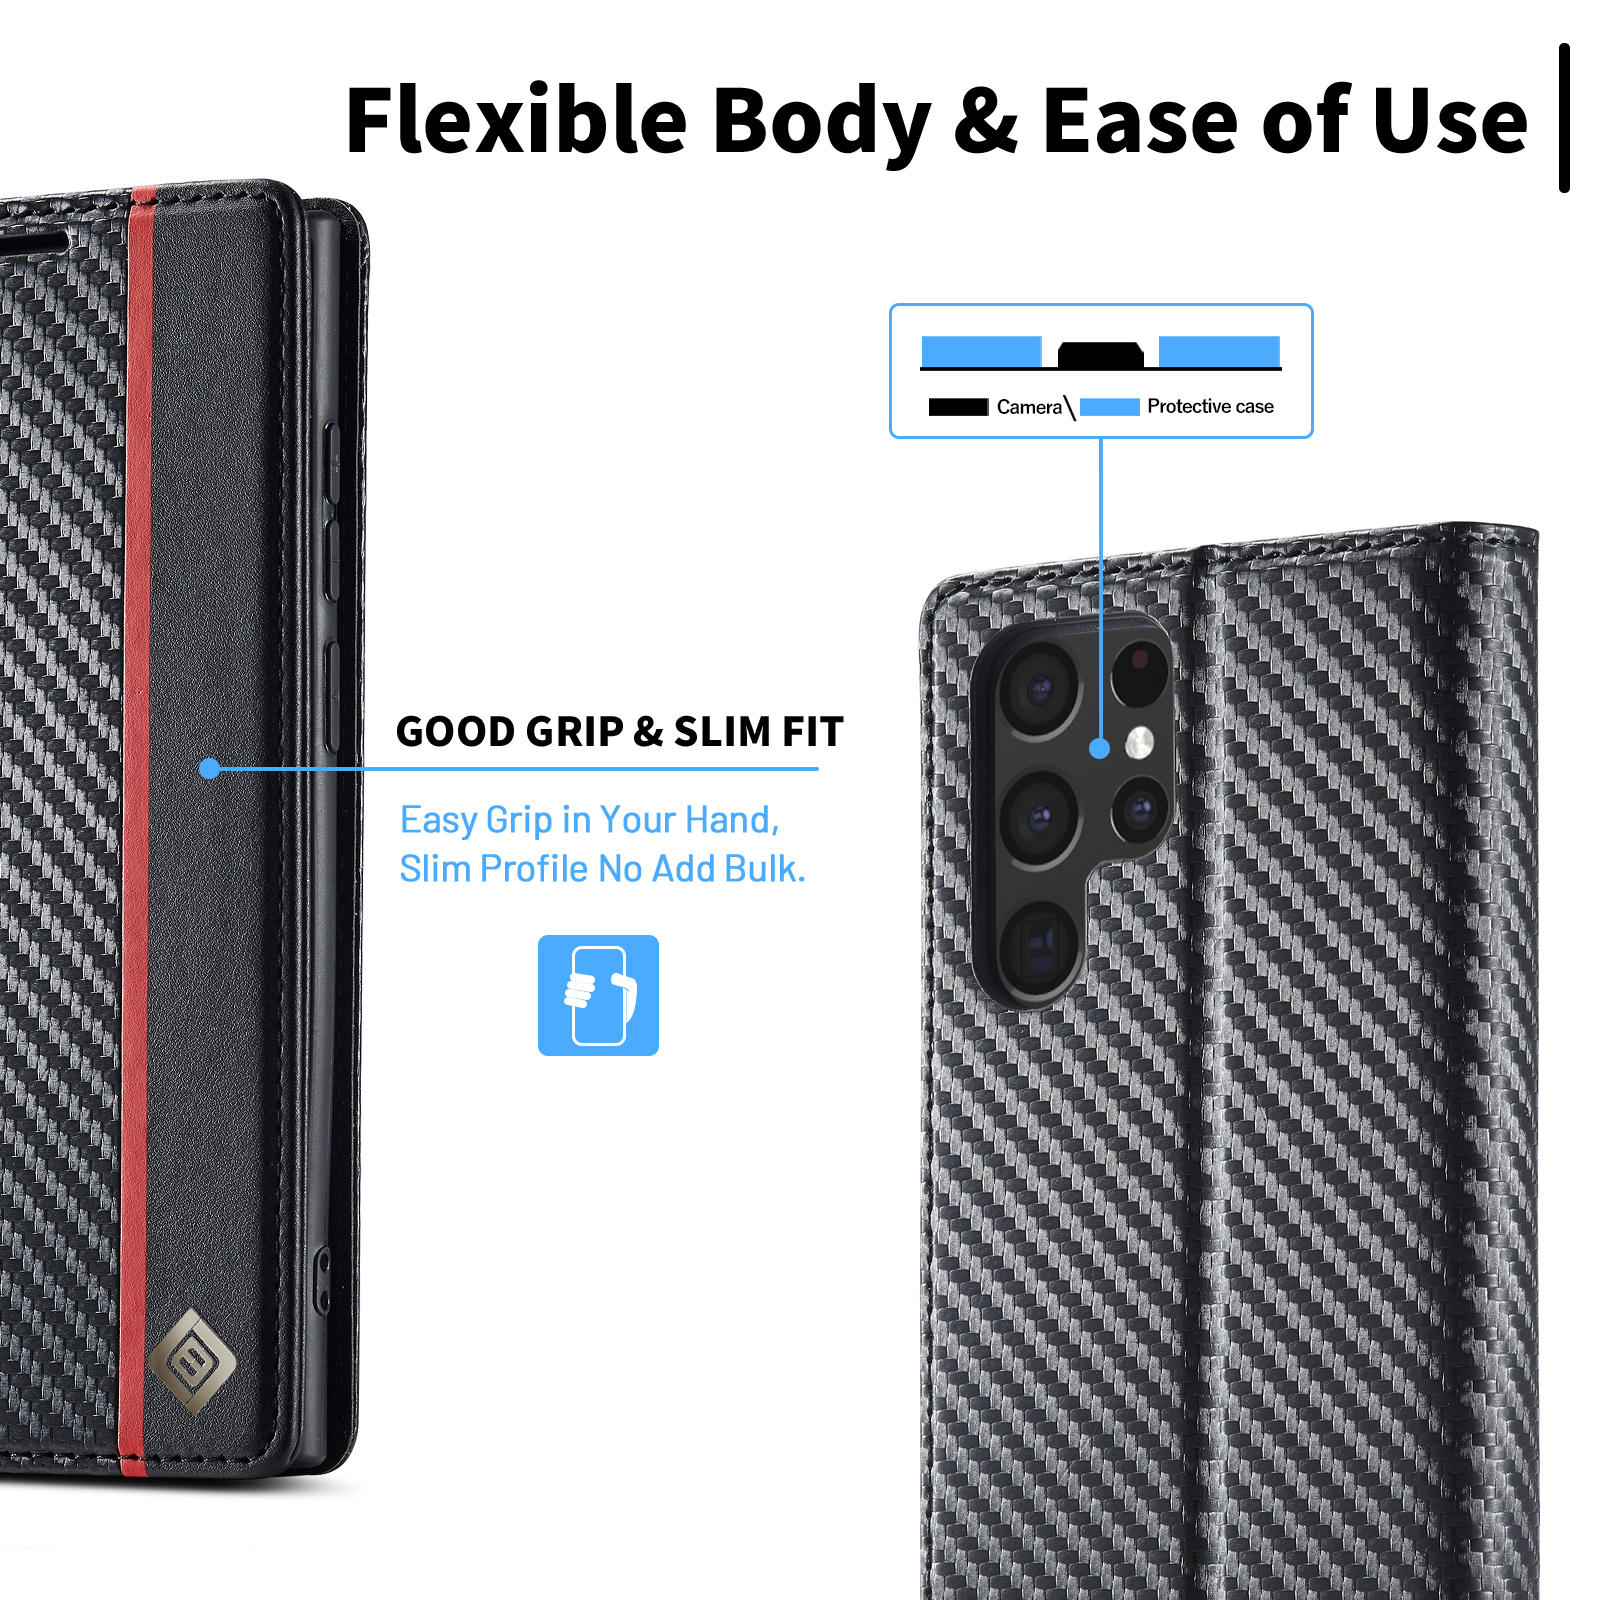 Flexible Body & Ease of Use
Camera\ Protective case
GOOD GRIP & SLIM FIT
Easy Grip in Your Hand,
Slim Profile No Add Bulk.